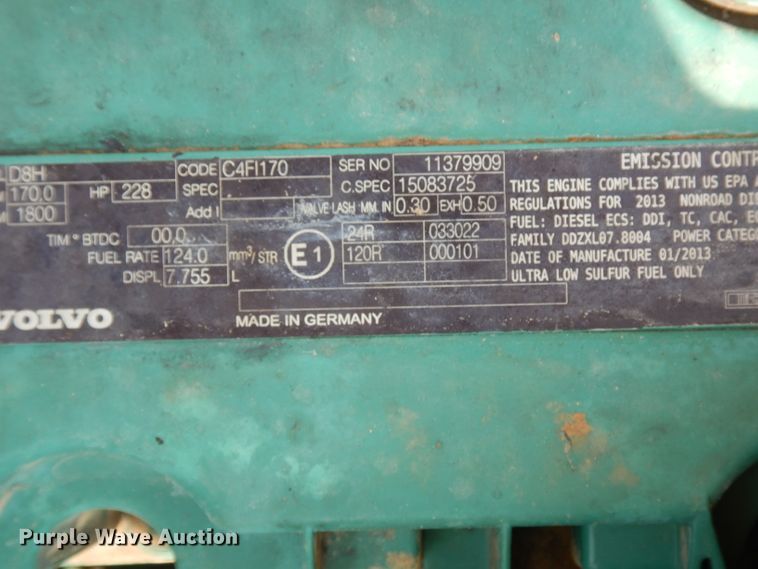 D8H CODE C4FI170 SER NO 11379909
170.0 HP 228 SPEC C.SPEC 15083725
1800 Add I VALVE LASH MM IN 0.30 EXH 0.50
TIM ° BTDC 00,0 24R 033022
FUEL RATE 124.0 mm³/STR E1 120R 000101
DISPL 7.755 L
VOLVO MADE IN GERMANY
EMISSION CONTR
THIS ENGINE COMPLIES WITH US EPA A
REGULATIONS FOR 2013 NONROAD DI
FUEL: DIESEL ECS: DDI, TC, CAC, E
FAMILY DDZXL07.8004 POWER CATEG
DATE OF MANUFACTURE 01/2013
ULTRA LOW SULFUR FUEL ONLY
Purple Wave Auction